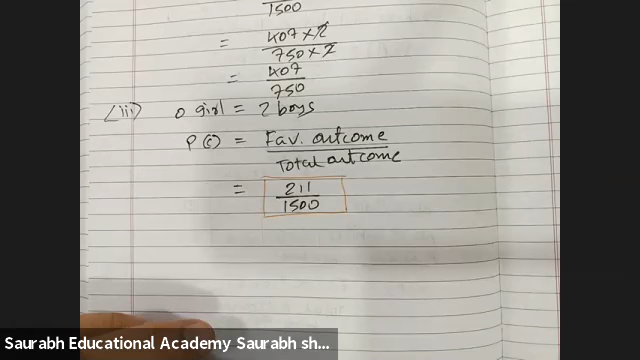 1500
= 407 × 2
750 × 2
= 407
750
(iii) 0 girl = 2 boys
P(C) = Fav. outcome
Total outcome
= 211
1500
Saurabh Educational Academy Saurabh sh...